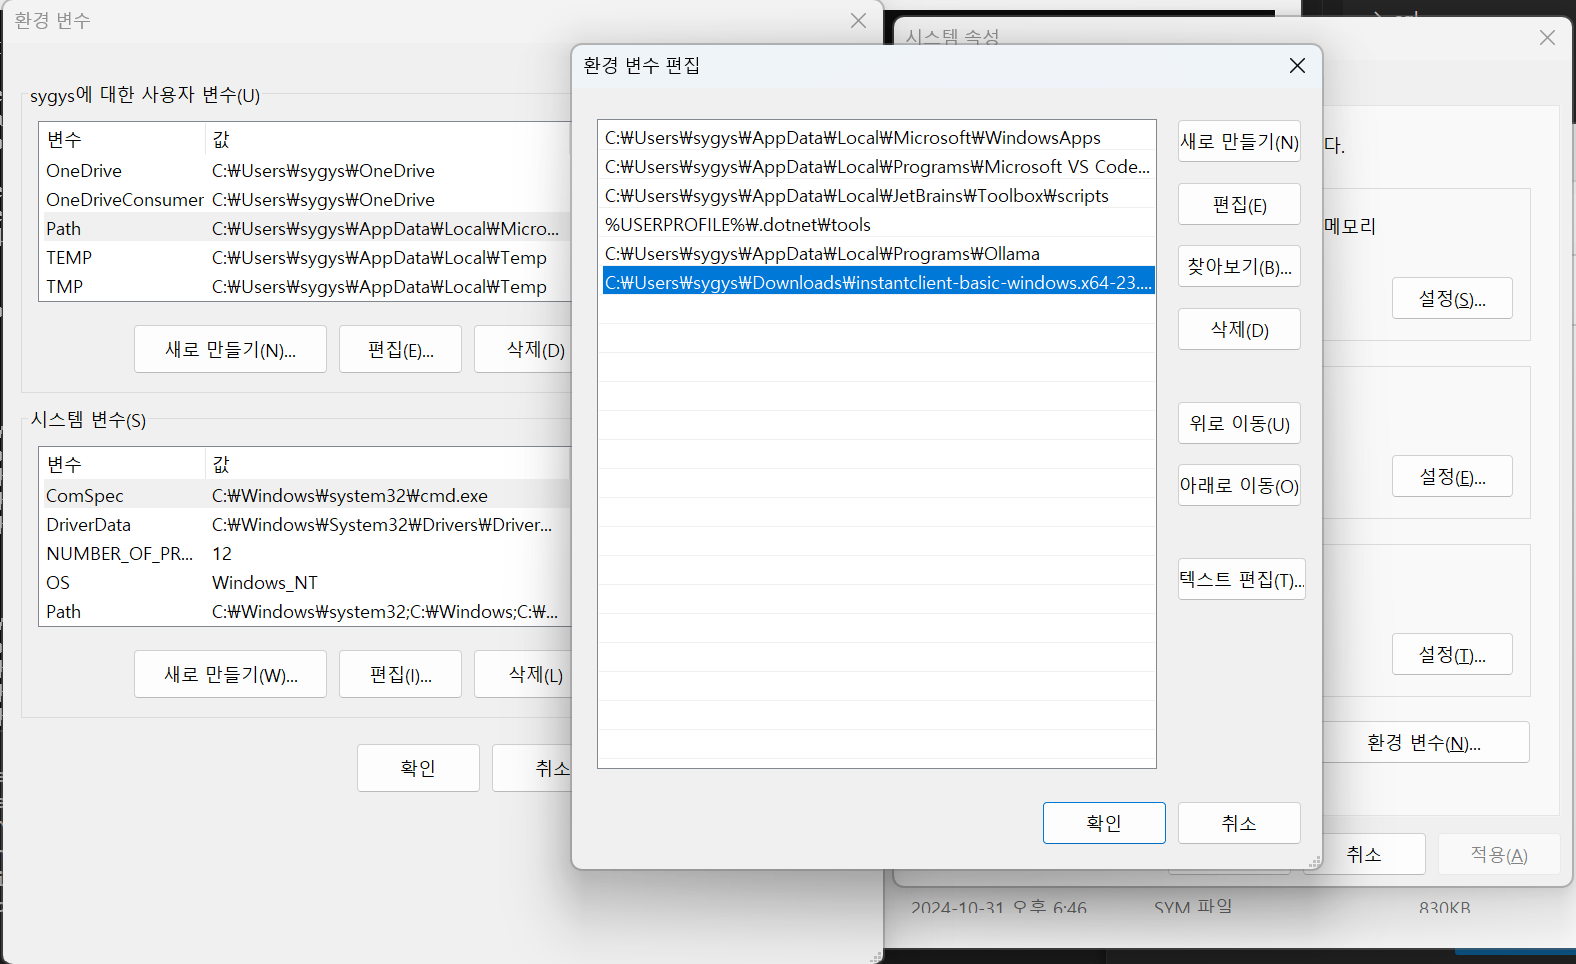 환경 변수
sygys에 대한 사용자 변수(U)
변수 값
OneDrive C:₩Users₩sygys₩OneDrive
OneDriveConsumer C:₩Users₩sygys₩OneDrive
Path C:₩Users₩sygys₩AppData₩Local₩Micro...
TEMP C:₩Users₩sygys₩AppData₩Local₩Temp
TMP C:₩Users₩sygys₩AppData₩Local₩Temp
새로 만들기(N)... 편집(E)... 삭제(D)
시스템 변수(S)
변수 값
ComSpec C:₩Windows₩system32₩cmd.exe
DriverData C:₩Windows₩System32₩Drivers₩Driver...
NUMBER_OF_PR... 12
OS Windows_NT
Path C:₩Windows₩system32;C:₩Windows;C:₩...
새로 만들기(W)... 편집(I)... 삭제(L)
확인 취소
환경 변수 편집
C:₩Users₩sygys₩AppData₩Local₩Microsoft₩WindowsApps
C:₩Users₩sygys₩AppData₩Local₩Programs₩Microsoft VS Code...
C:₩Users₩sygys₩AppData₩Local₩JetBrains₩Toolbox₩scripts
%USERPROFILE%₩.dotnet₩tools
C:₩Users₩sygys₩AppData₩Local₩Programs₩Ollama
C:₩Users₩sygys₩Downloads₩instantclient-basic-windows.x64-23....
새로 만들기(N)
편집(E)
찾아보기(B)...
삭제(D)
위로 이동(U)
아래로 이동(O)
텍스트 편집(T)...
확인 취소
시스템 속성
다.
메모리
설정(S)...
설정(E)...
설정(T)...
환경 변수(N)...
취소 적용(A)
2024-10-31 오후 6:46 SYM 파일 830KB